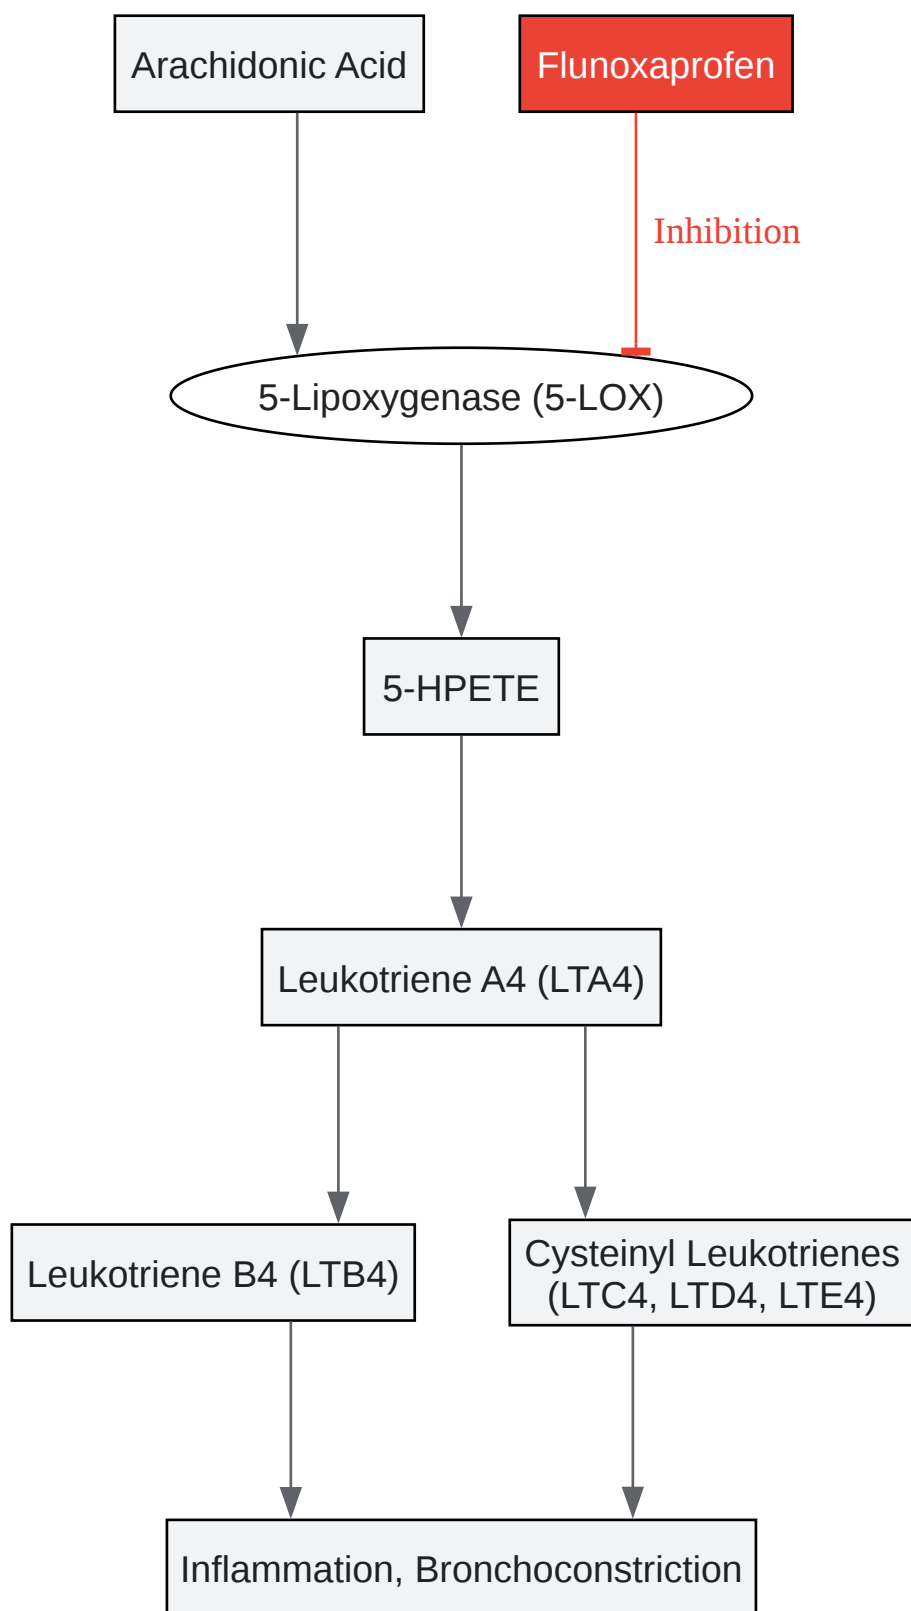 Arachidonic Acid
Flunoxaprofen
Inhibition
5-Lipoxygenase (5-LOX)
5-HPETE
Leukotriene A4 (LTA4)
Leukotriene B4 (LTB4)
Cysteinyl Leukotrienes
(LTC4, LTD4, LTE4)
Inflammation, Bronchoconstriction